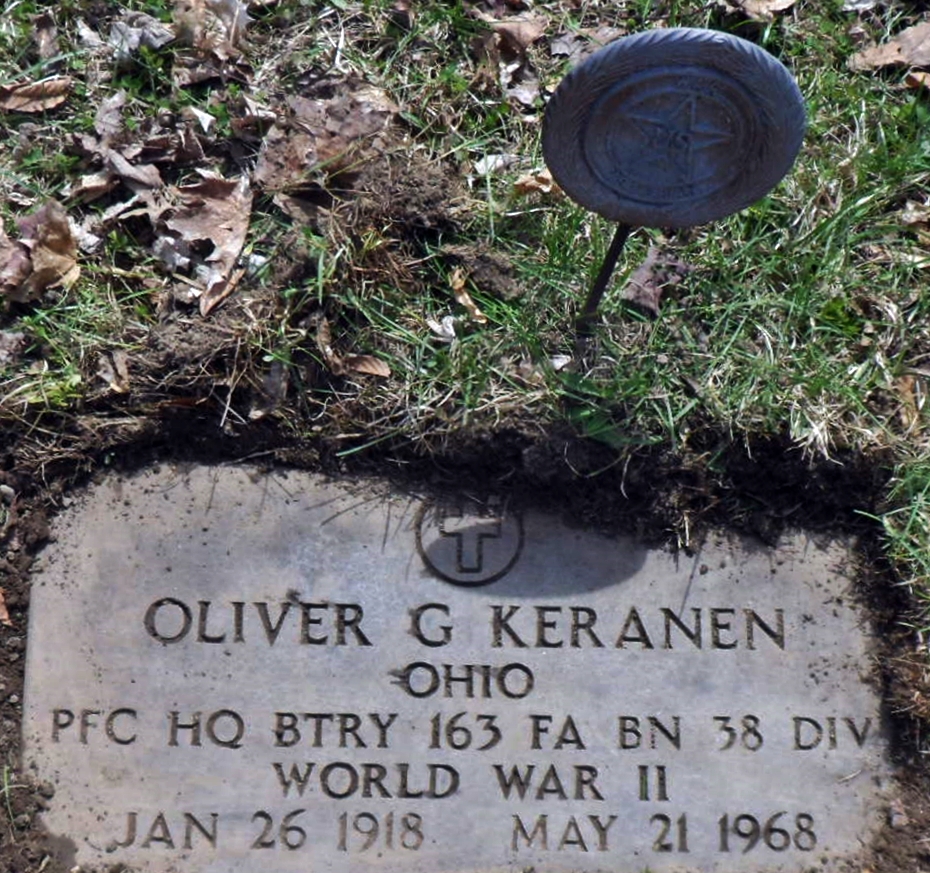 OLIVER G KERANEN
OHIO
PFC HQ BTRY 163 FA BN 38 DIV
WORLD WAR II
JAN 26 1918 MAY 21 1968